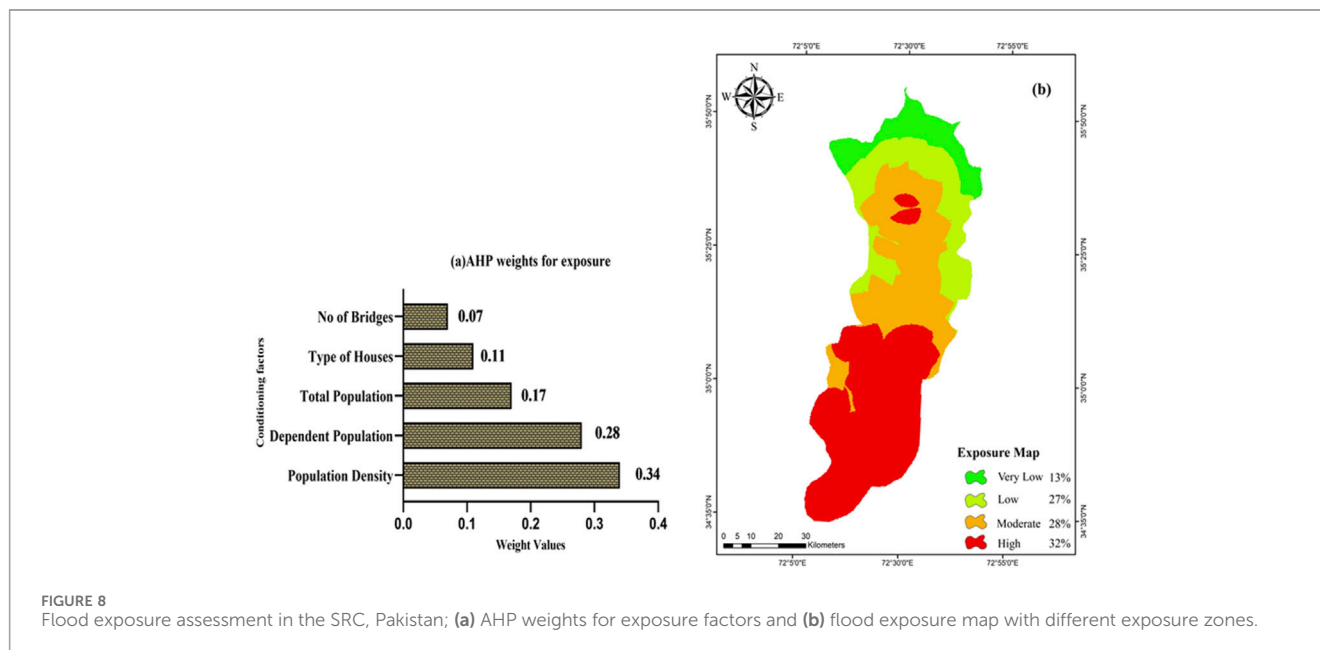 (a)AHP weights for exposure
Conditioning factors
No of Bridges
0.07
Type of Houses
0.11
Total Population
0.17
Dependent Population
0.28
Population Density
0.34
0.0 0.1 0.2 0.3 0.4
Weight Values
72°5'0"E 72°30'0"E 72°55'0"E
N
W E
S
(b)
35°50'0"N 35°50'0"N
35°25'0"N 35°25'0"N
35°0'0"N 35°0'0"N
34°35'0"N 34°35'0"N
Exposure Map
Very Low 13%
Low 27%
Moderate 28%
High 32%
0 5 10 20 30
Kilometers
72°5'0"E 72°30'0"E 72°55'0"E
FIGURE 8
Flood exposure assessment in the SRC, Pakistan; (a) AHP weights for exposure factors and (b) flood exposure map with different exposure zones.